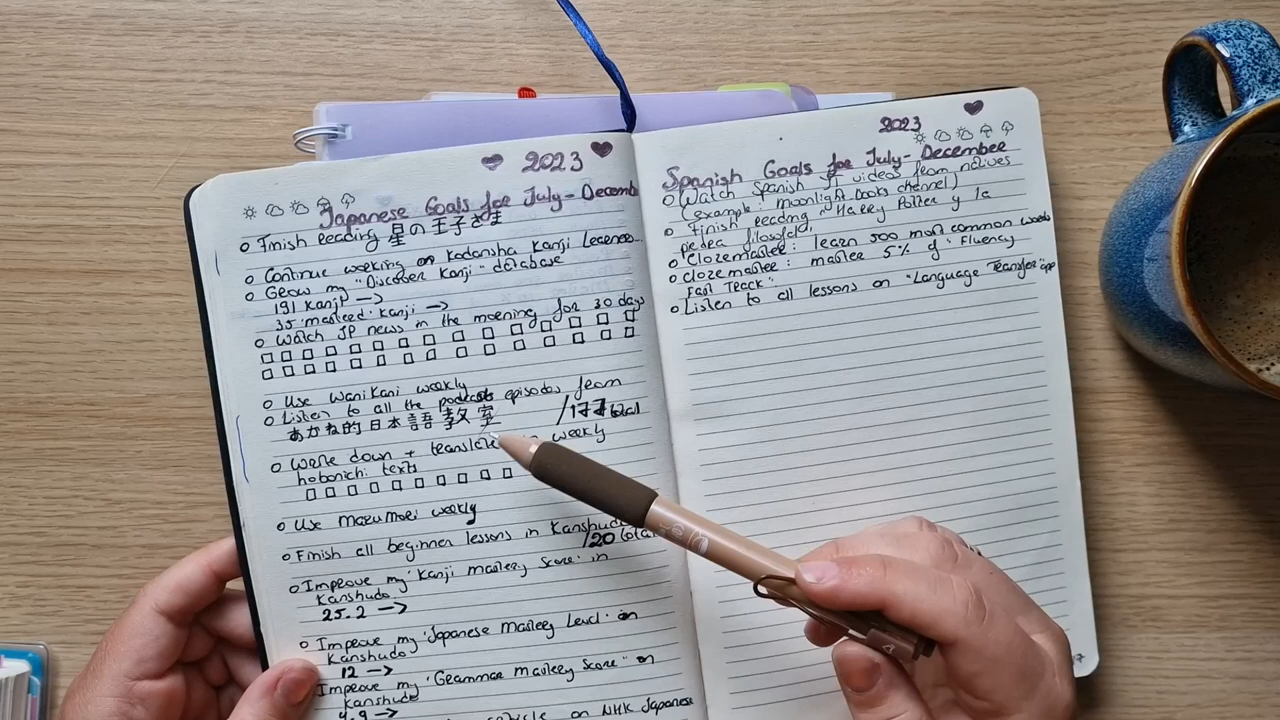 2023
Japanese Goals for July - Decemb
o Finish reading 星の王子さま
o Continue working on Kodansha Kanji Learner...
o Grow my "Discover Kanji" database
191 Kanji →
35 'mastered' Kanji →
o Watch JP news in the morning for 30 days
o Use WaniKani weekly
o Listen to all the podcast episodes from
あかね的日本語教室 /177 total
o Write down + translate weekly
hobonichi texts
o Use Marumori weekly
o Finish all beginner lessons in Kanshudo
/20 total
o Improve my "Kanji mastery Score" in
Kanshudo
25.2 →
o Improve my "Japanese Mastery Level" on
Kanshudo
12 →
Improve my "Grammar mastery Score" on
Kanshudo
4.9 →
on NHK Japanese
2023
Spanish Goals for July - December
o Watch Spanish YT videos from natives
(example: moonlight books channel)
o Finish reading "Harry Potter y la
pedra filosofal"
o Clozemaster: learn 500 most common words
o Clozemaster: master 5% of "Fluency
Fast Track"
o Listen to all lessons on "Language Transfer" app